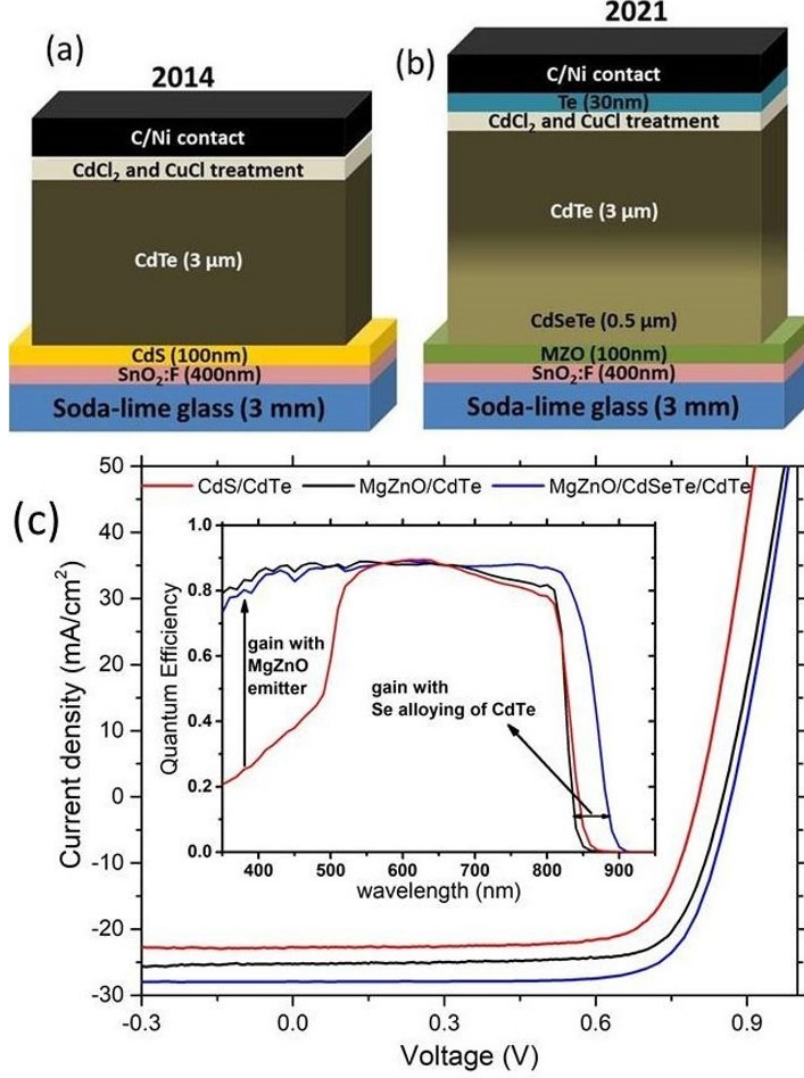 (a)
2014
C/Ni contact
CdCl₂ and CuCl treatment
CdTe (3 µm)
CdS (100nm)
SnO₂:F (400nm)
Soda-lime glass (3 mm)
(b)
2021
C/Ni contact
Te (30nm)
CdCl₂ and CuCl treatment
CdTe (3 µm)
CdSeTe (0.5 µm)
MZO (100nm)
SnO₂:F (400nm)
Soda-lime glass (3 mm)
(c)
CdS/CdTe
MgZnO/CdTe
MgZnO/CdSeTe/CdTe
Current density (mA/cm²)
50
40
30
20
10
0
-10
-20
-30
-0.3
0.0
0.3
0.6
0.9
Voltage (V)
Quantum Efficiency
1.0
0.8
0.6
0.4
0.2
0.0
gain with
MgZnO
emitter
gain with
Se alloying of CdTe
400
500
600
700
800
900
wavelength (nm)